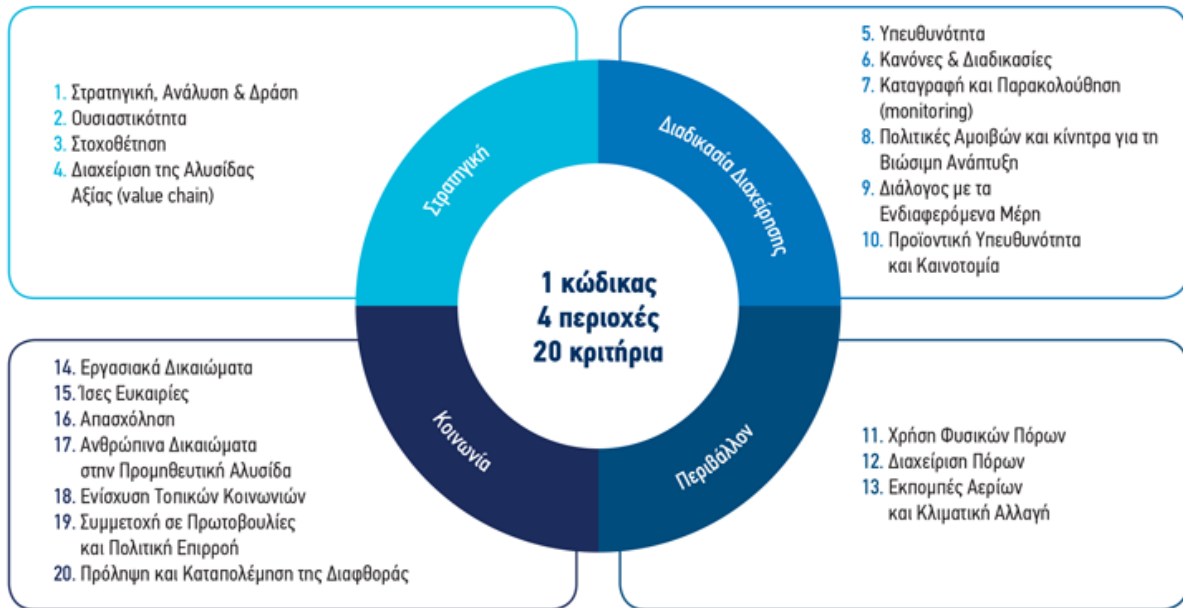 1. Στρατηγική, Ανάλυση & Δράση
2. Ουσιαστικότητα
3. Στοχοθέτηση
4. Διαχείριση της Αλυσίδας
Αξίας (value chain)
5. Υπευθυνότητα
6. Κανόνες & Διαδικασίες
7. Καταγραφή και Παρακολούθηση
(monitoring)
8. Πολιτικές Αμοιβών και κίνητρα για τη
Βιώσιμη Ανάπτυξη
9. Διάλογος με τα
Ενδιαφερόμενα Μέρη
10. Προϊοντική Υπευθυνότητα
και Καινοτομία
Στρατηγική
Διαδικασία Διαχείρησης
1 κώδικας
4 περιοχές
20 κριτήρια
Κοινωνία
Περιβάλλον
14. Εργασιακά Δικαιώματα
15. Ίσες Ευκαιρίες
16. Απασχόληση
17. Ανθρώπινα Δικαιώματα
στην Προμηθευτική Αλυσίδα
18. Ενίσχυση Τοπικών Κοινωνιών
19. Συμμετοχή σε Πρωτοβουλίες
και Πολιτική Επιρροή
20. Πρόληψη και Καταπολέμηση της Διαφθοράς
11. Χρήση Φυσικών Πόρων
12. Διαχείριση Πόρων
13. Εκπομπές Αερίων
και Κλιματική Αλλαγή